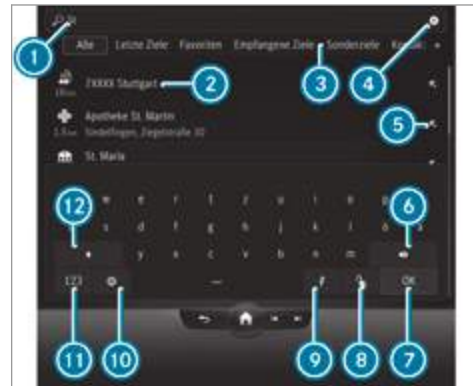 1
Alle Letzte Ziele Favoriten Empfangene Ziele Sonderziele
3 4
7XXXX Stuttgart 2
Apotheke St. Martin 5
Sindelfingen, Ziegelstraße 30
St. Maria
w e r t z u i o p
12 s d f g h j k 6
y x c v b n m
123 OK
11 10 9 8 7